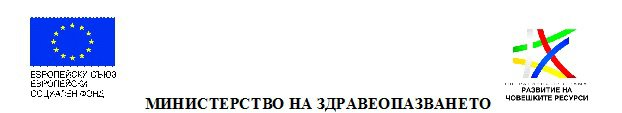 ЕВРОПЕЙСКИ СЪЮЗ
ЕВРОПЕЙСКИ
СОЦИАЛЕН ФОНД
МИНИСТЕРСТВО НА ЗДРАВЕОПАЗВАНЕТО
РАЗВИТИЕ НА
ЧОВЕШКИТЕ РЕСУРСИ